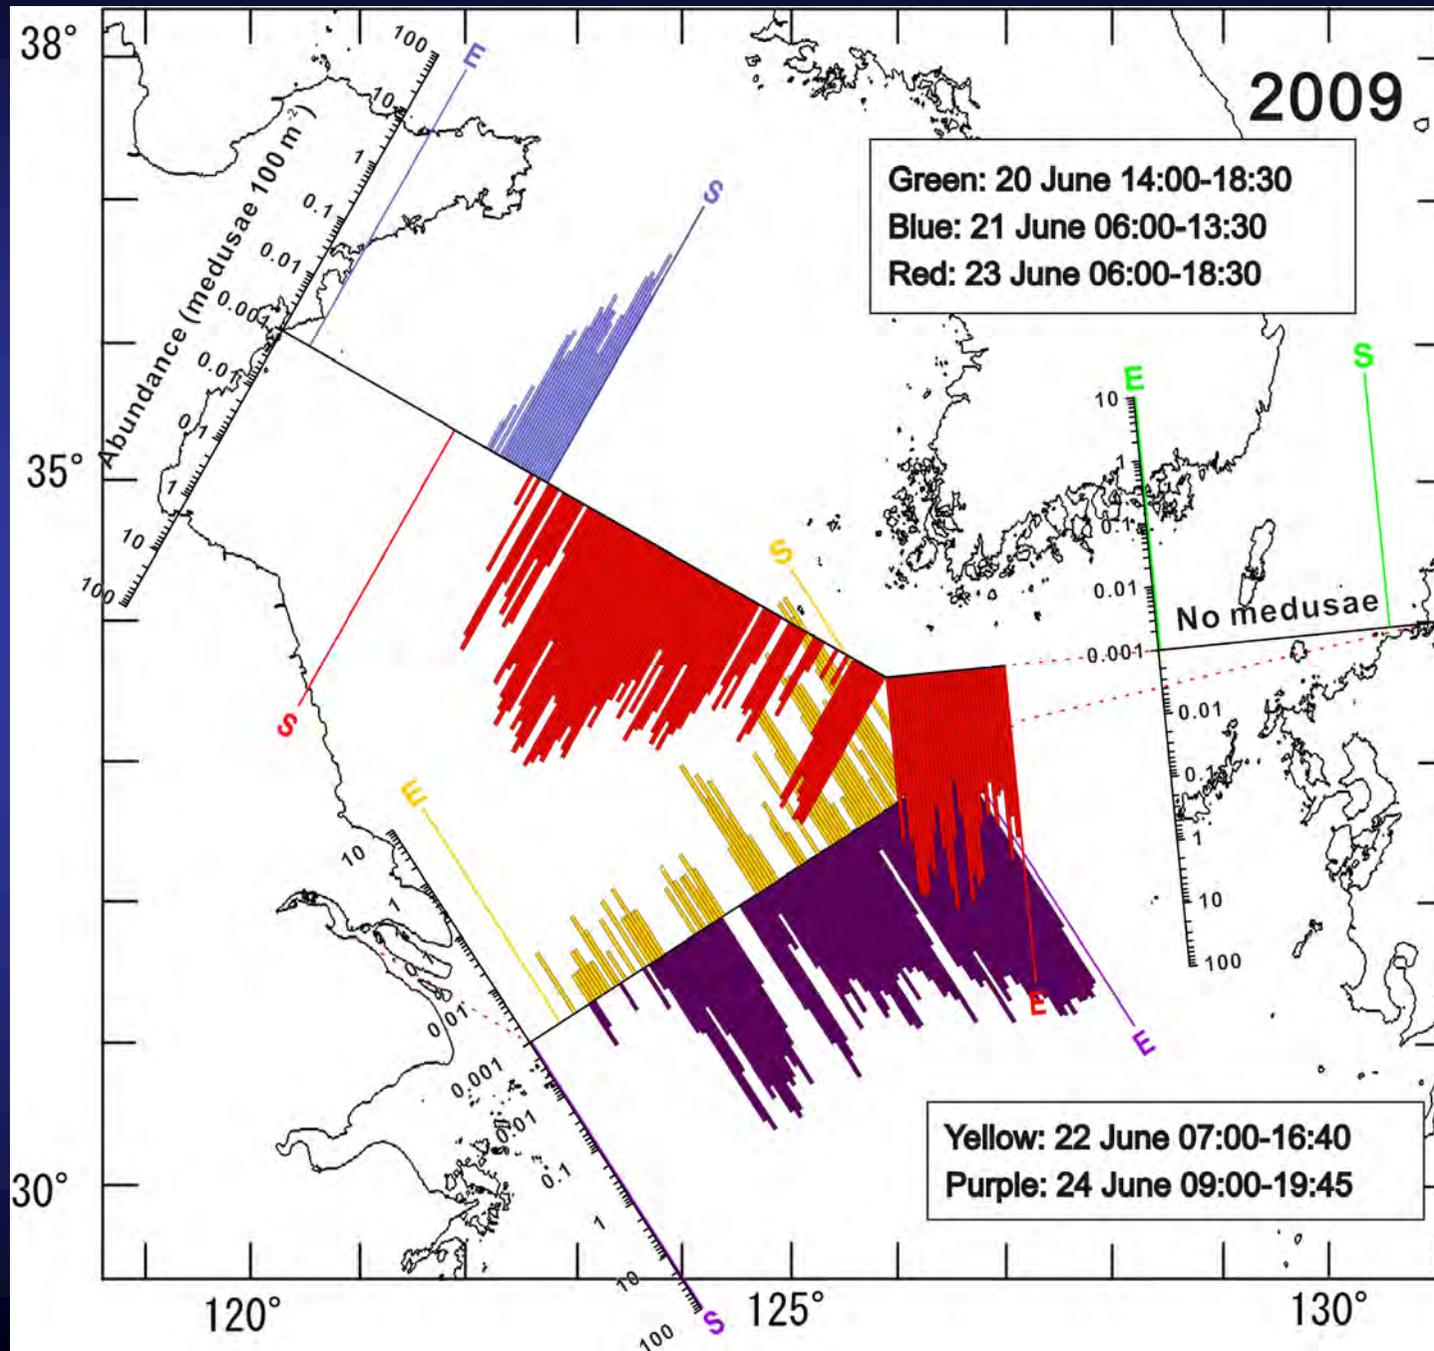 38°
100
E
2009
10
Abundance (medusae 100 m⁻²)
1
0.1
0.01
0.001
S
Green: 20 June 14:00-18:30
Blue: 21 June 06:00-13:30
Red: 23 June 06:00-18:30
0.01
0.1
1
10
100
35°
E
S
10
1
0.1
0.01
No medusae
0.001
0.01
0.1
1
10
100
S
S
E
10
1
0.1
0.01
0.001
0.01
0.1
1
10
100
S
E
E
Yellow: 22 June 07:00-16:40
Purple: 24 June 09:00-19:45
30°
120°
125°
130°